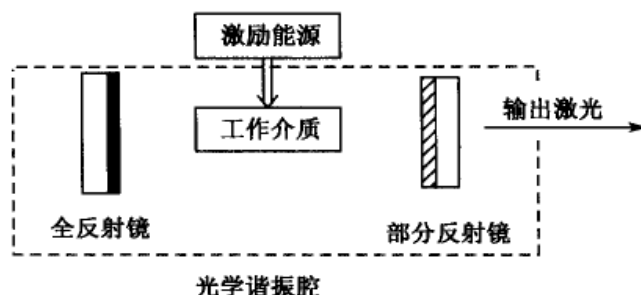 激励能源
工作介质
输出激光
全反射镜
部分反射镜
光学谐振腔